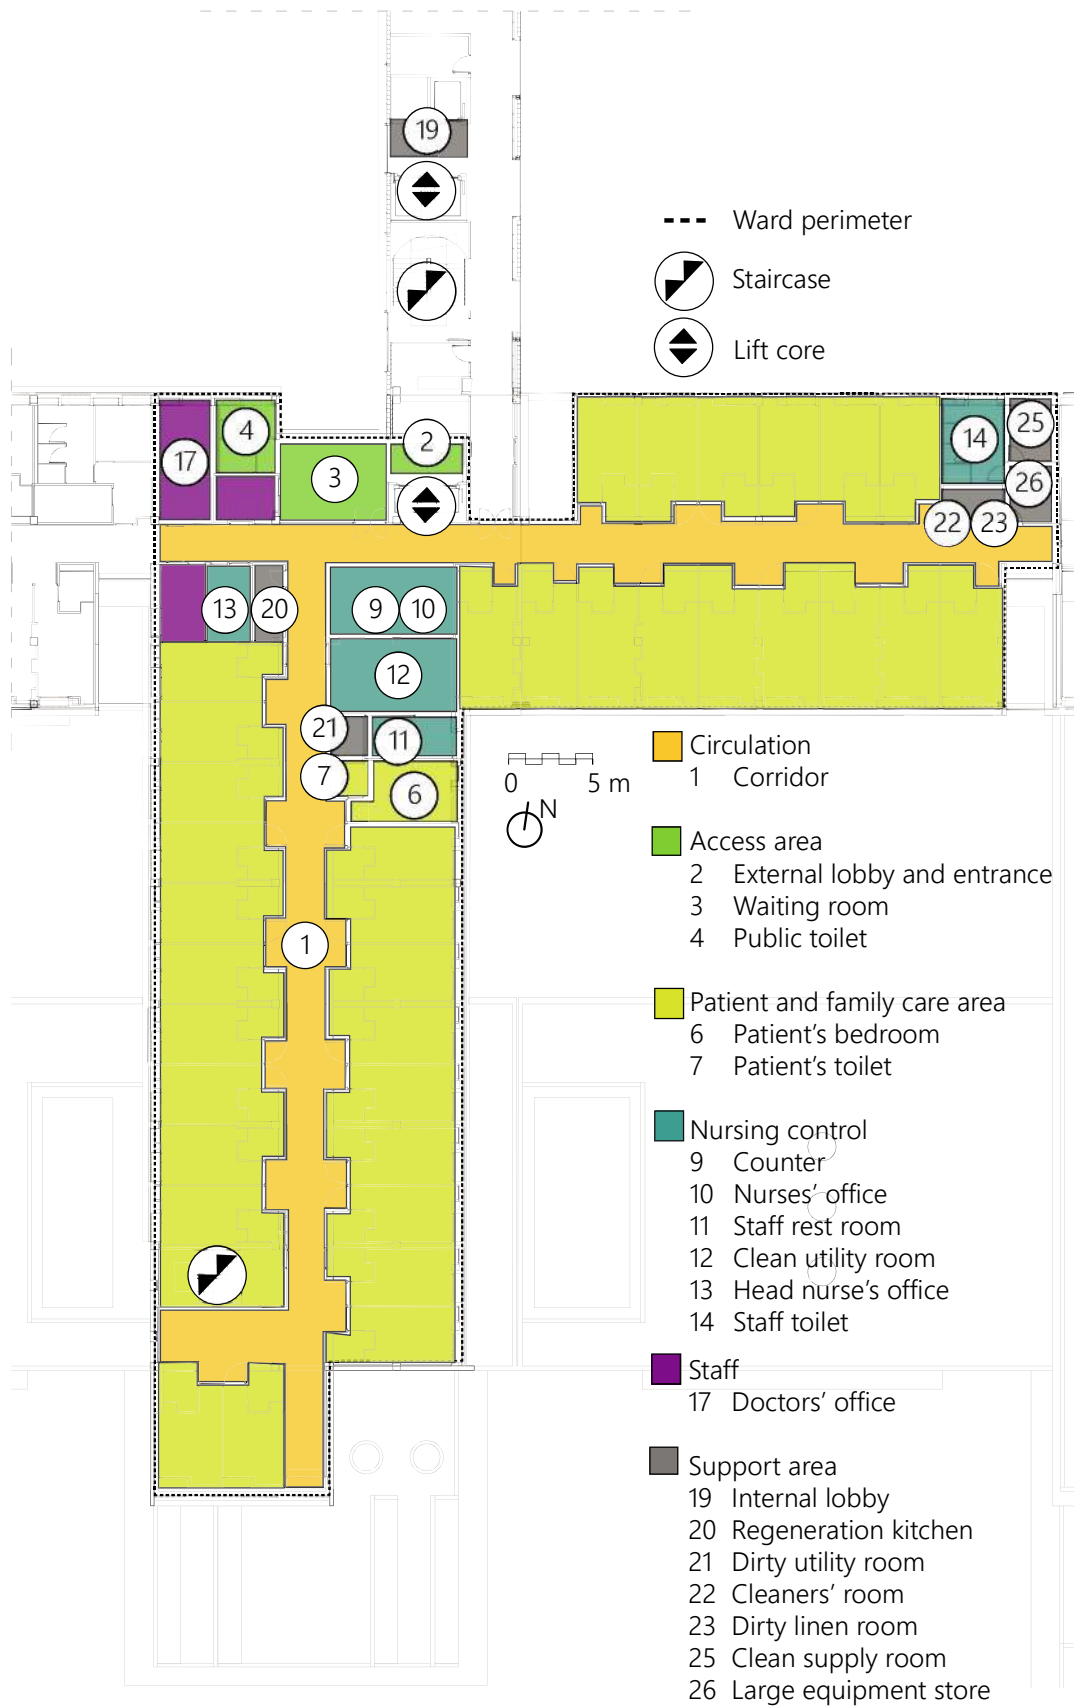 19
Ward perimeter
Staircase
Lift core
4
17
3
2
14
25
26
22
23
13
20
9
10
12
21
11
7
6
1
0 5 m
N
Circulation
1 Corridor
Access area
2 External lobby and entrance
3 Waiting room
4 Public toilet
Patient and family care area
6 Patient’s bedroom
7 Patient’s toilet
Nursing control
9 Counter
10 Nurses’ office
11 Staff rest room
12 Clean utility room
13 Head nurse’s office
14 Staff toilet
Staff
17 Doctors’ office
Support area
19 Internal lobby
20 Regeneration kitchen
21 Dirty utility room
22 Cleaners’ room
23 Dirty linen room
25 Clean supply room
26 Large equipment store